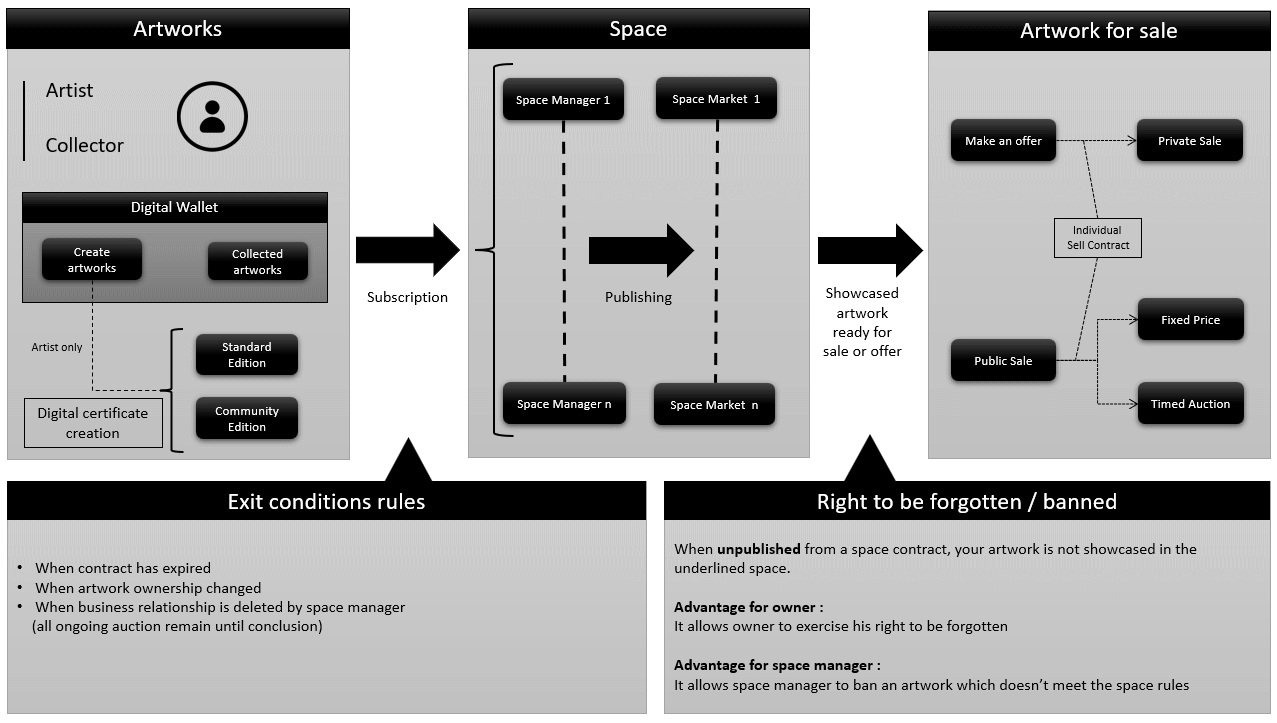 Artworks
Artist
Collector
Digital Wallet
Create
artworks
Collected
artworks
Artist only
Standard
Edition
Digital certificate
creation
Community
Edition
Subscription
Space
Space Manager 1
Space Market  1
Publishing
Space Manager n
Space Market  n
Showcased
artwork
ready for
sale or offer
Artwork for sale
Make an offer
Private Sale
Individual
Sell Contract
Fixed Price
Public Sale
Timed Auction
Exit conditions rules
• When contract has expired
• When artwork ownership changed
• When business relationship is deleted by space manager
(all ongoing auction remain until conclusion)
Right to be forgotten / banned
When unpublished from a space contract, your artwork is not showcased in the
underlined space.
Advantage for owner :
It allows owner to exercise his right to be forgotten
Advantage for space manager :
It allows space manager to ban an artwork which doesn’t meet the space rules